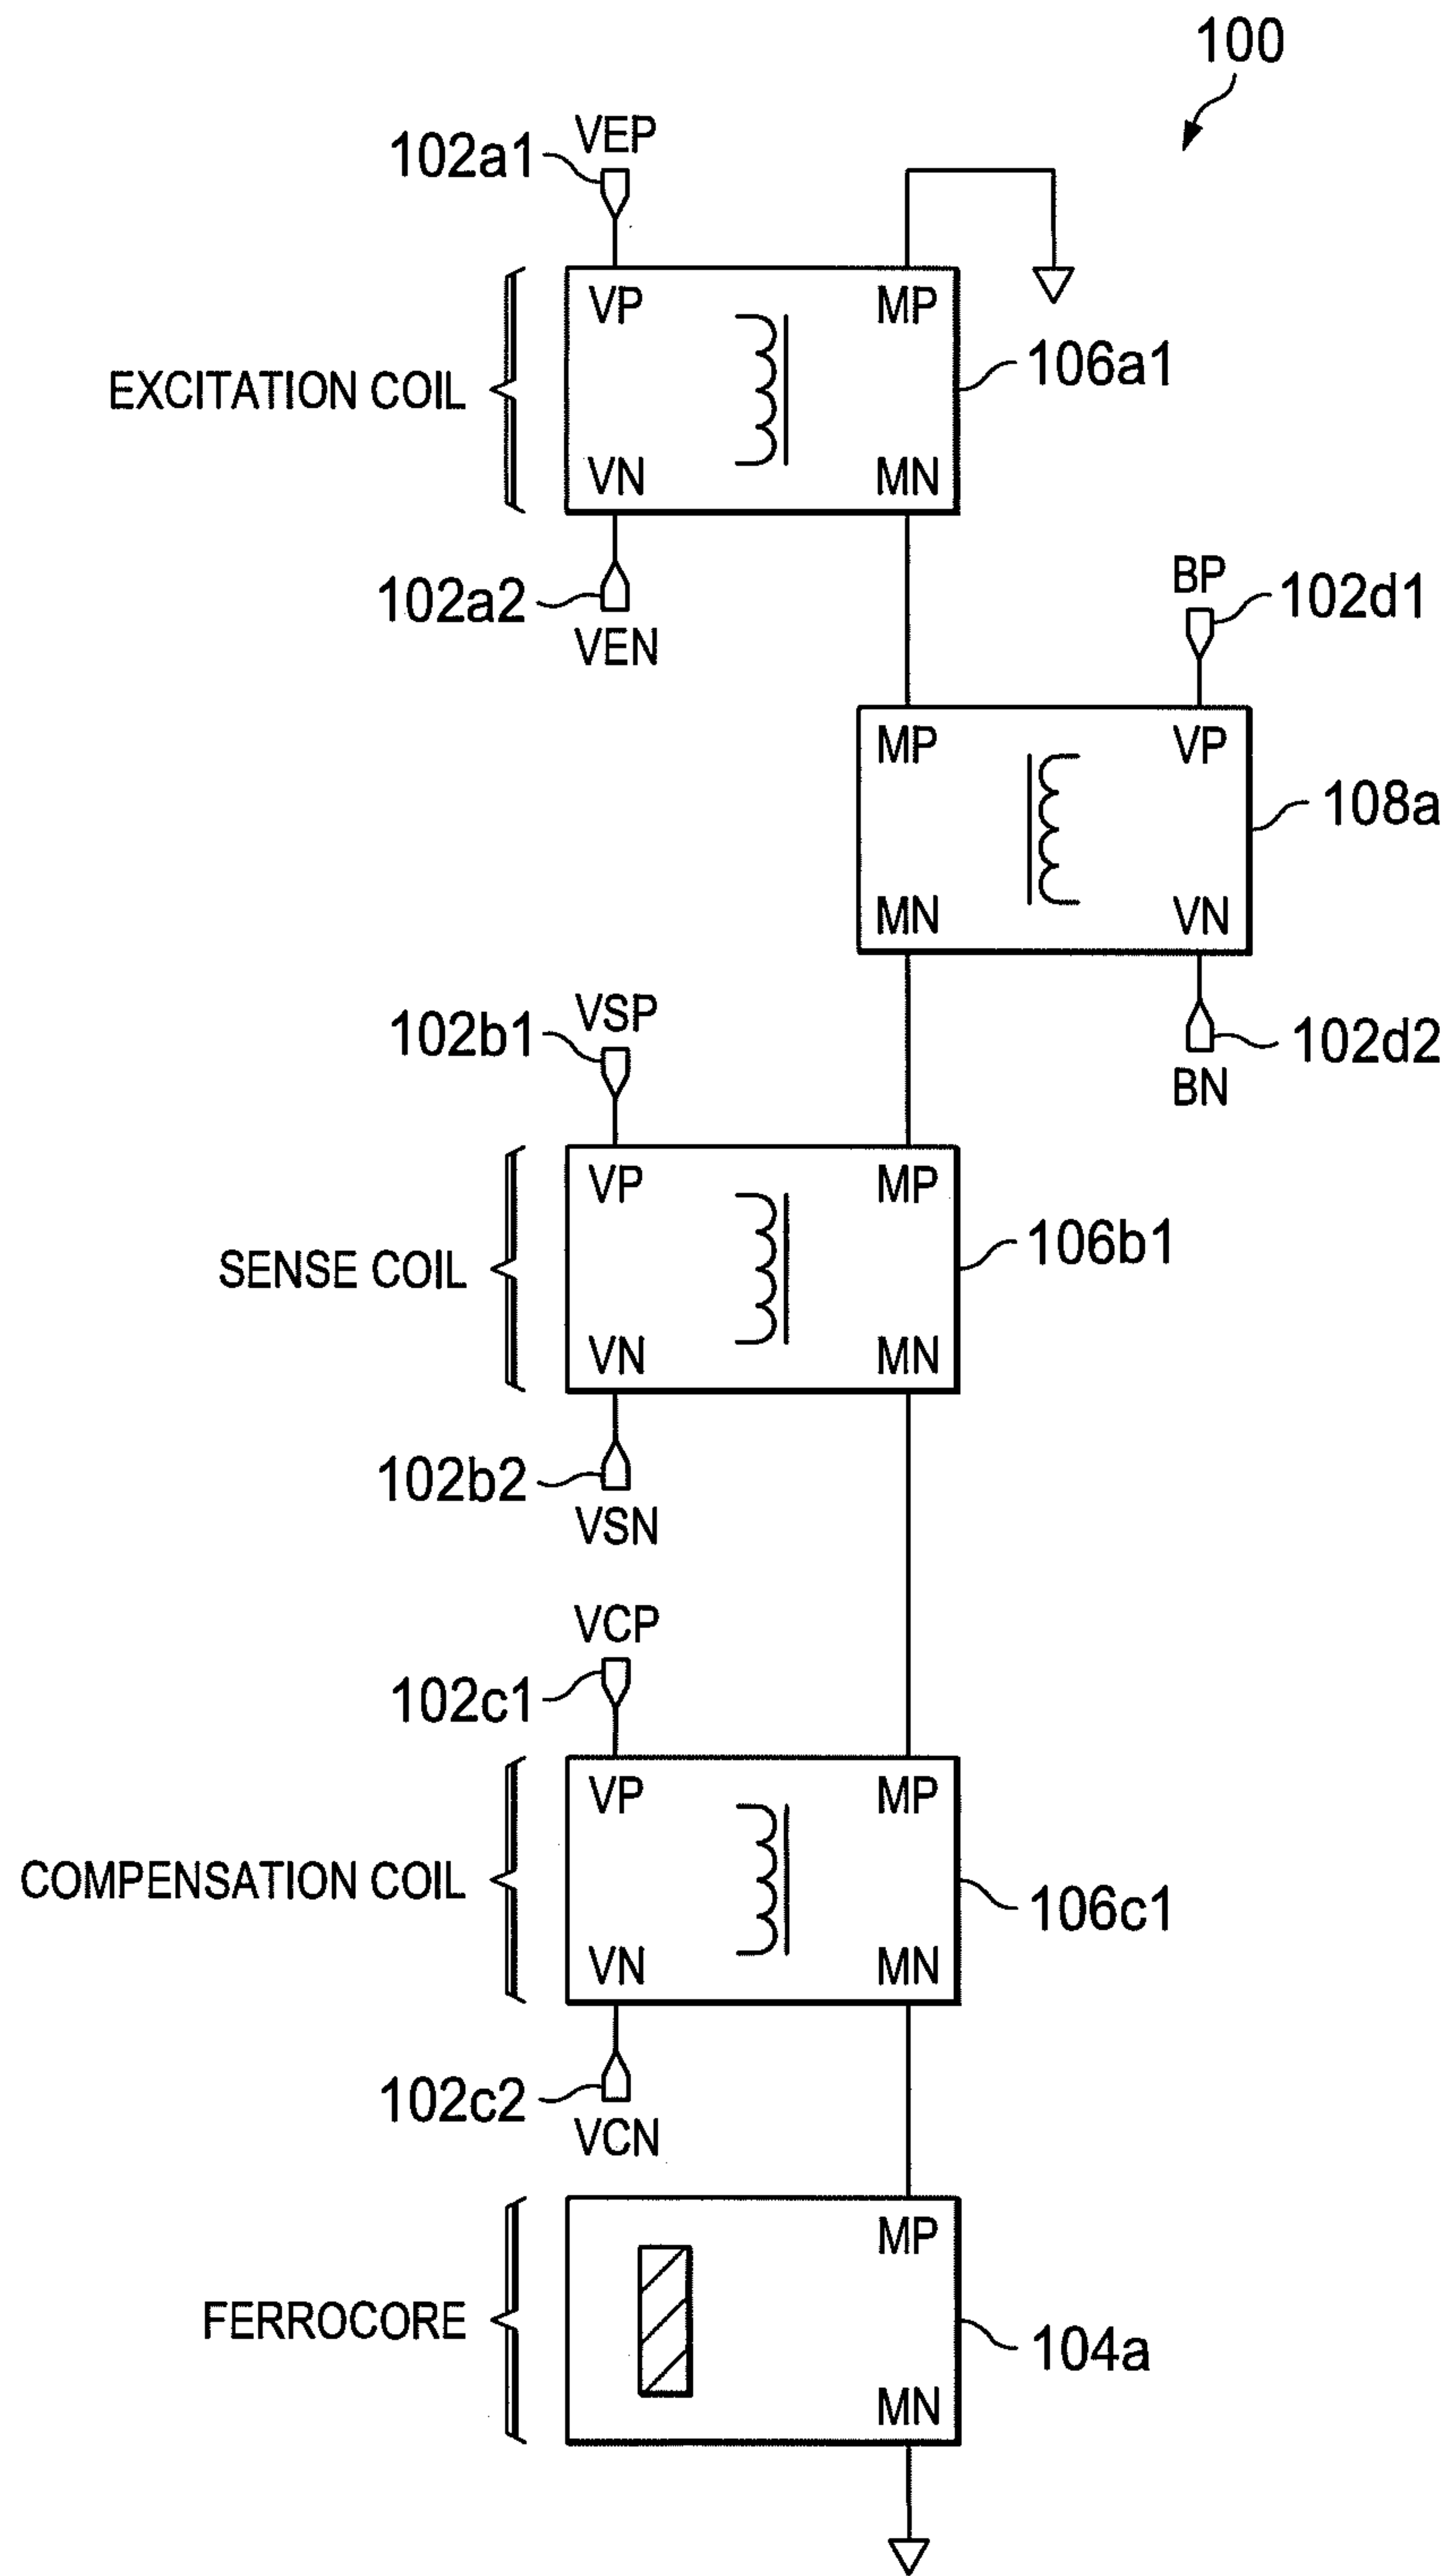 100
VEP
102a1
VP MP
106a1
EXCITATION COIL
VN MN
102a2
VEN
BP
102d1
MP VP
108a
MN VN
VSP
102b1
102d2
BN
VP MP
106b1
SENSE COIL
VN MN
102b2
VSN
VCP
102c1
VP MP
COMPENSATION COIL
106c1
VN MN
102c2
VCN
MP
FERROCORE
104a
MN